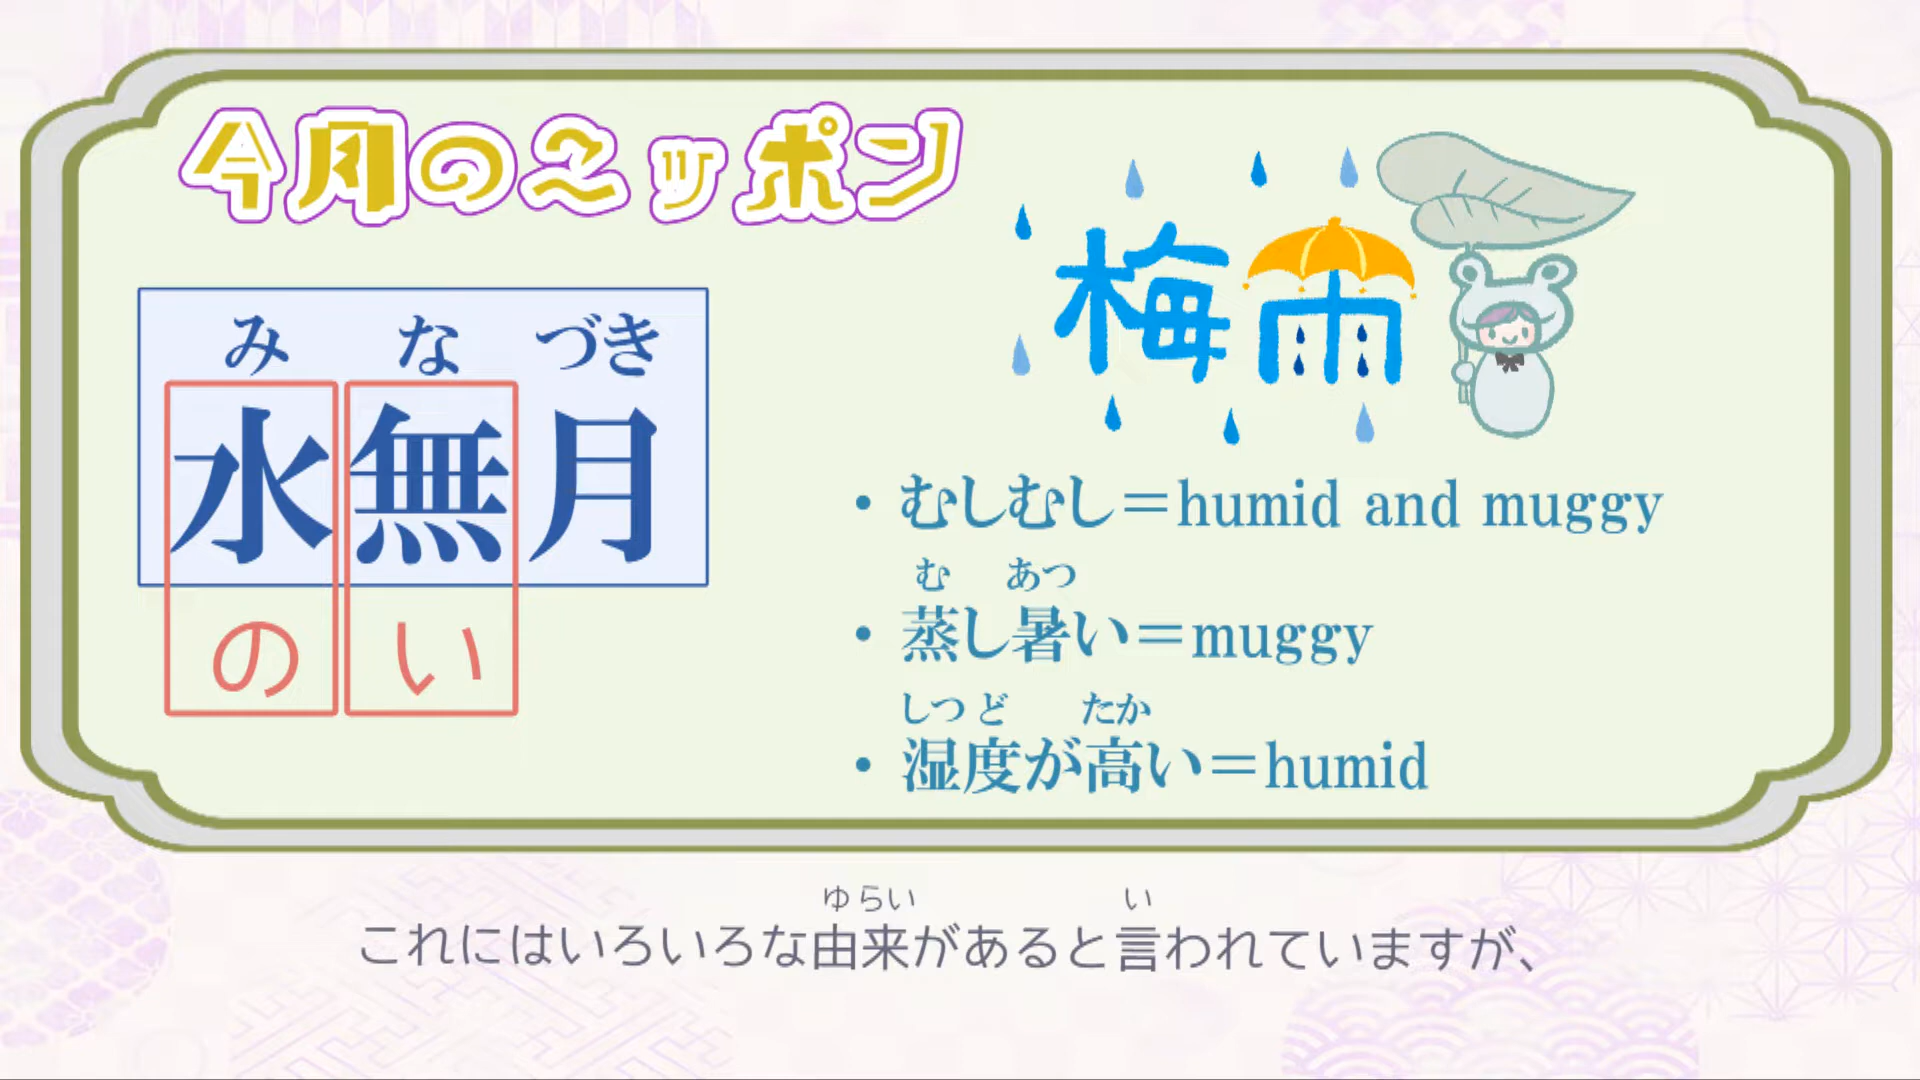 今月のニッポン
み な づき
水無月
の い
梅雨
・むしむし＝humid and muggy
む あつ
・蒸し暑い＝muggy
しつ ど たか
・湿度が高い＝humid
ゆらい い
これにはいろいろな由来があると言われていますが、